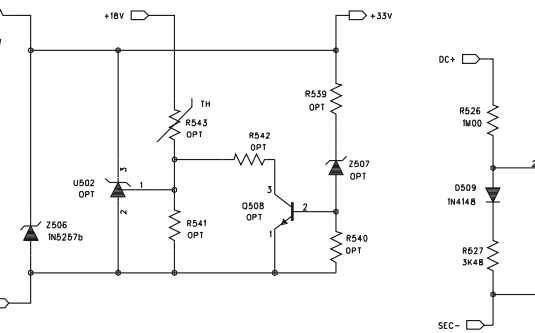 +18V
+33V
DC+
R539
OPT
TH
R543
OPT
R526
1M00
R542
OPT
3
Z507
OPT
2
U502
OPT
1
3
2
D509
1N4148
Q508
OPT
2
1
R541
OPT
Z506
1N5257b
R540
OPT
R527
3K48
SEC-